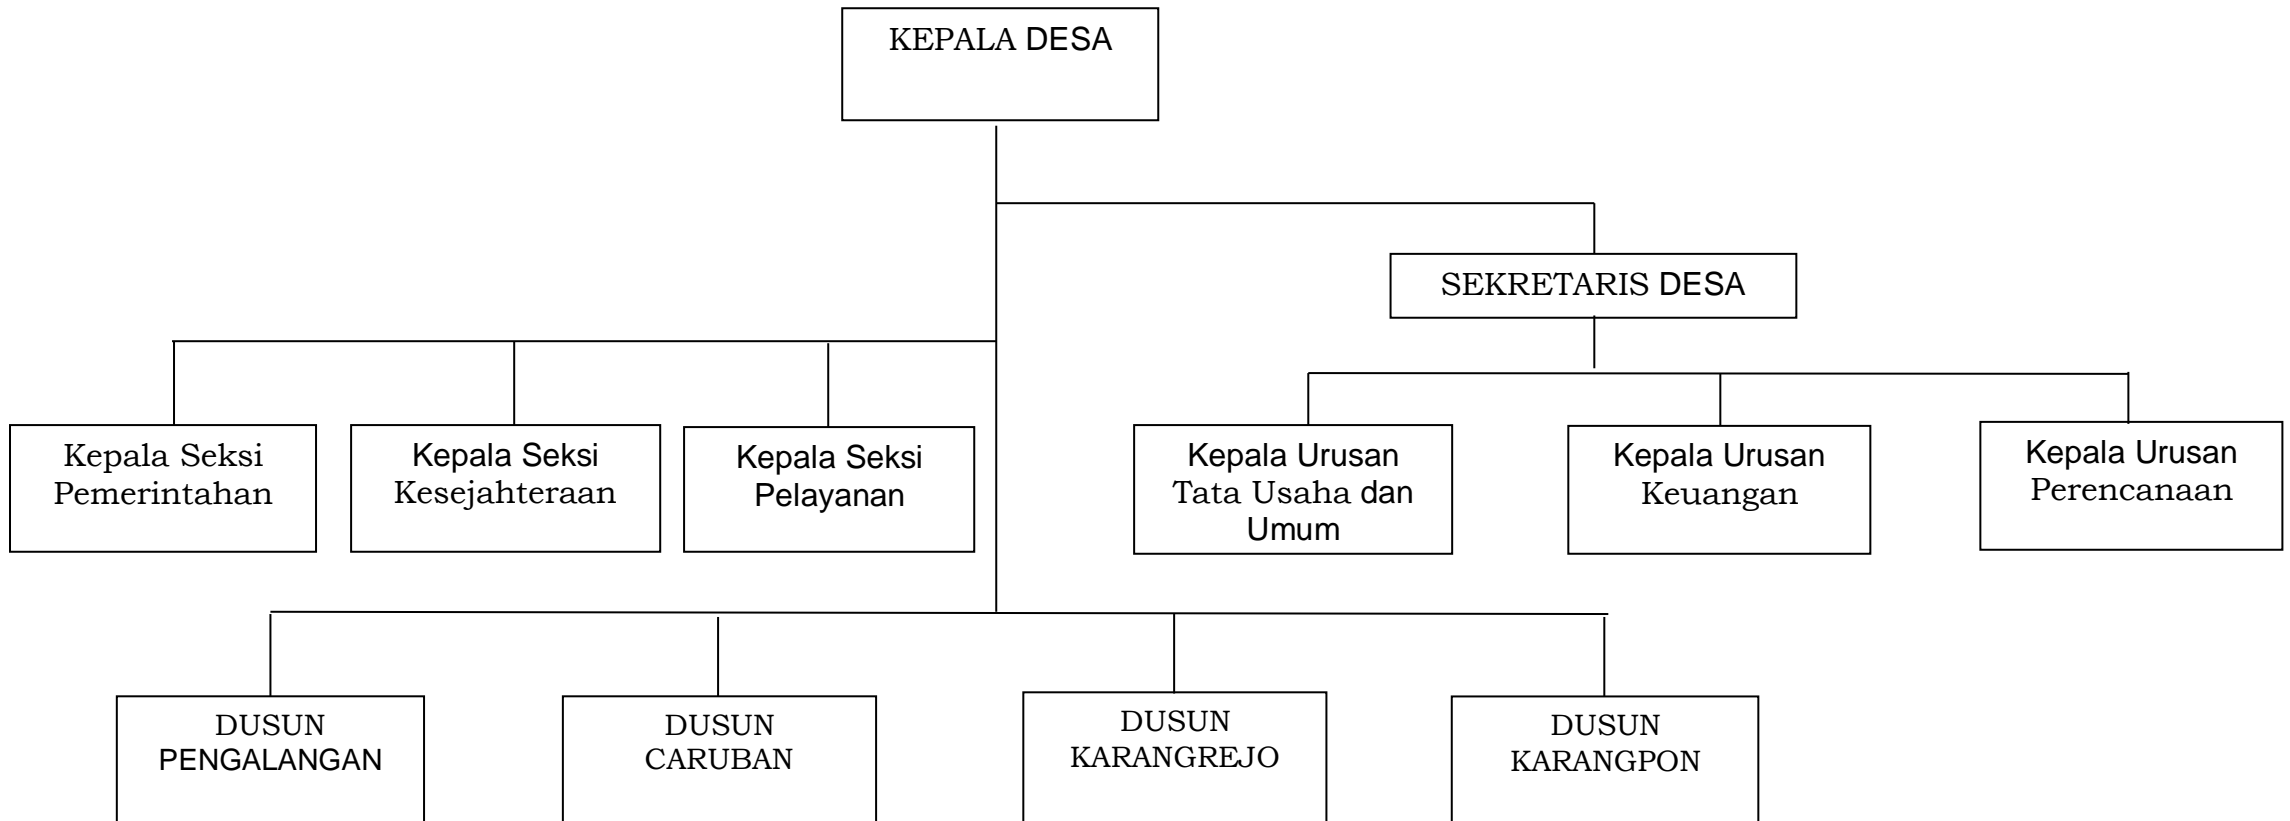 KEPALA DESA
SEKRETARIS DESA
Kepala Seksi
Pemerintahan
Kepala Seksi
Kesejahteraan
Kepala Seksi
Pelayanan
Kepala Urusan
Tata Usaha dan
Umum
Kepala Urusan
Keuangan
Kepala Urusan
Perencanaan
DUSUN
PENGALANGAN
DUSUN
CARUBAN
DUSUN
KARANGREJO
DUSUN
KARANGPON